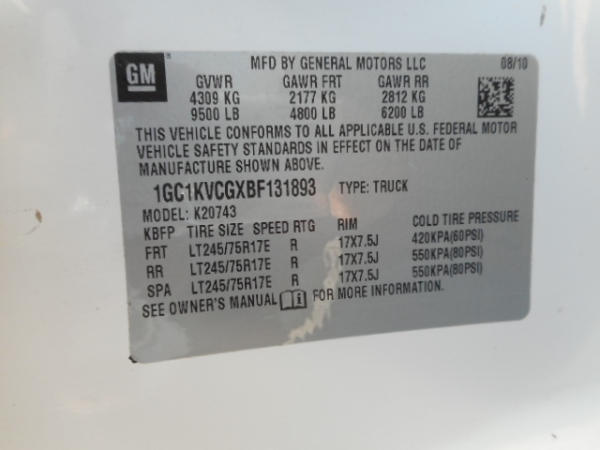 GM
MFD BY GENERAL MOTORS LLC 08/10
GVWR GAWR FRT GAWR RR
4309 KG 2177 KG 2812 KG
9500 LB 4800 LB 6200 LB
THIS VEHICLE CONFORMS TO ALL APPLICABLE U.S. FEDERAL MOTOR
VEHICLE SAFETY STANDARDS IN EFFECT ON THE DATE OF
MANUFACTURE SHOWN ABOVE.
1GC1KVCGXBF131893 TYPE: TRUCK
MODEL: K20743
KBFP TIRE SIZE SPEED RTG RIM COLD TIRE PRESSURE
FRT LT245/75R17E R 17X7.5J 420KPA(60PSI)
RR LT245/75R17E R 17X7.5J 550KPA(80PSI)
SPA LT245/75R17E R 17X7.5J 550KPA(80PSI)
SEE OWNER'S MANUAL FOR MORE INFORMATION.